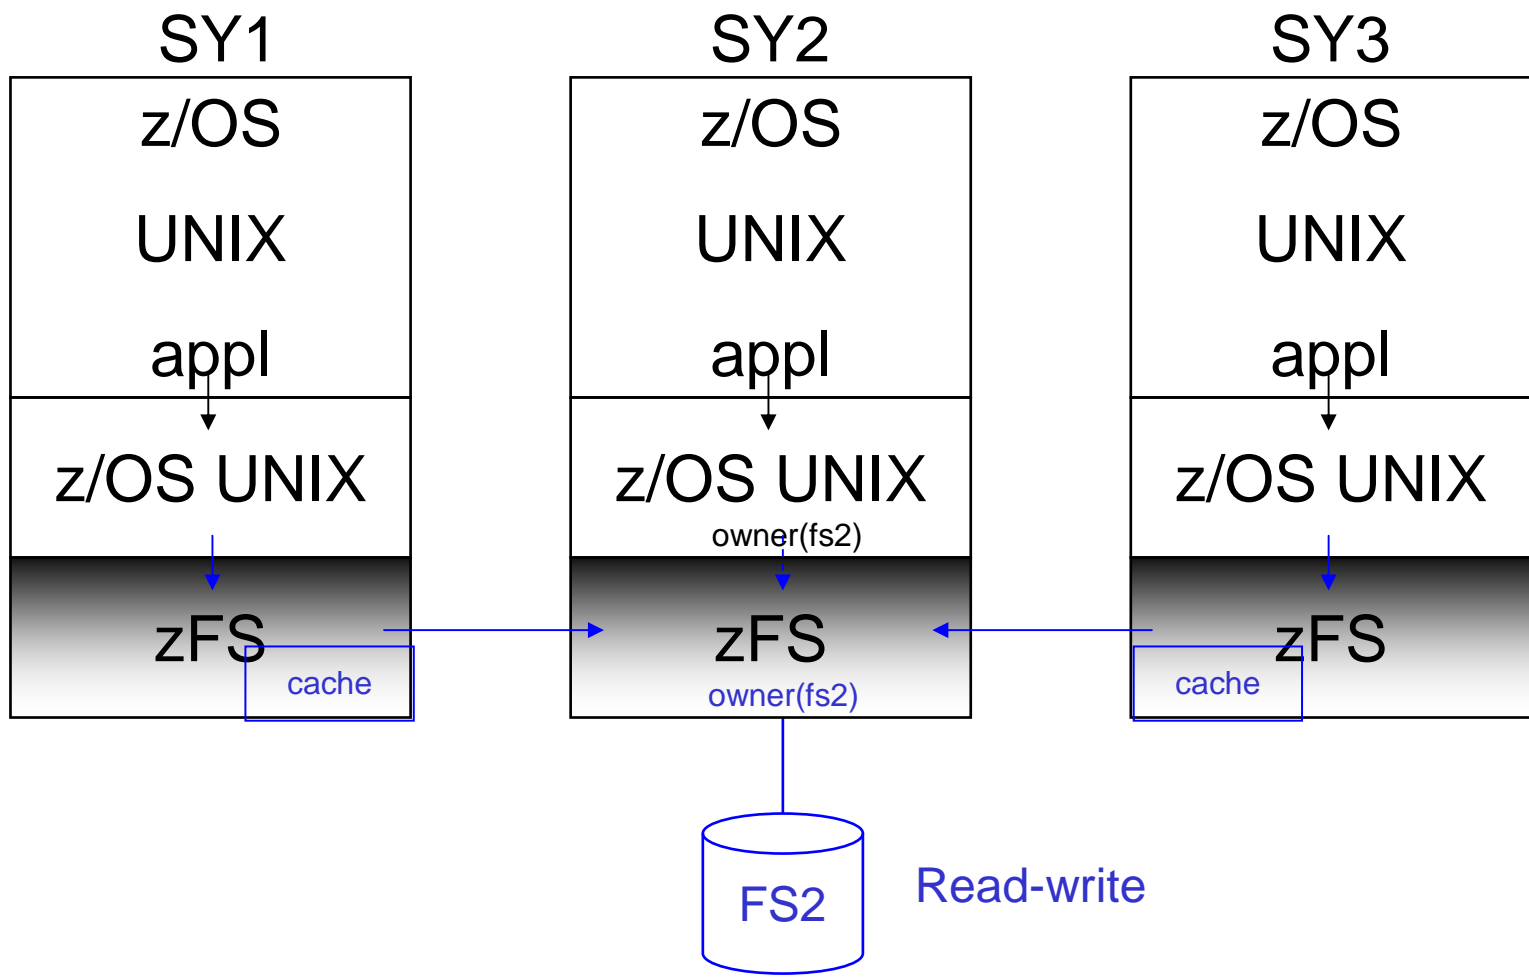 SY1
z/OS
UNIX
appl
z/OS UNIX
zFS
cache
SY2
z/OS
UNIX
appl
z/OS UNIX
owner(fs2)
zFS
owner(fs2)
SY3
z/OS
UNIX
appl
z/OS UNIX
zFS
cache
FS2
Read-write